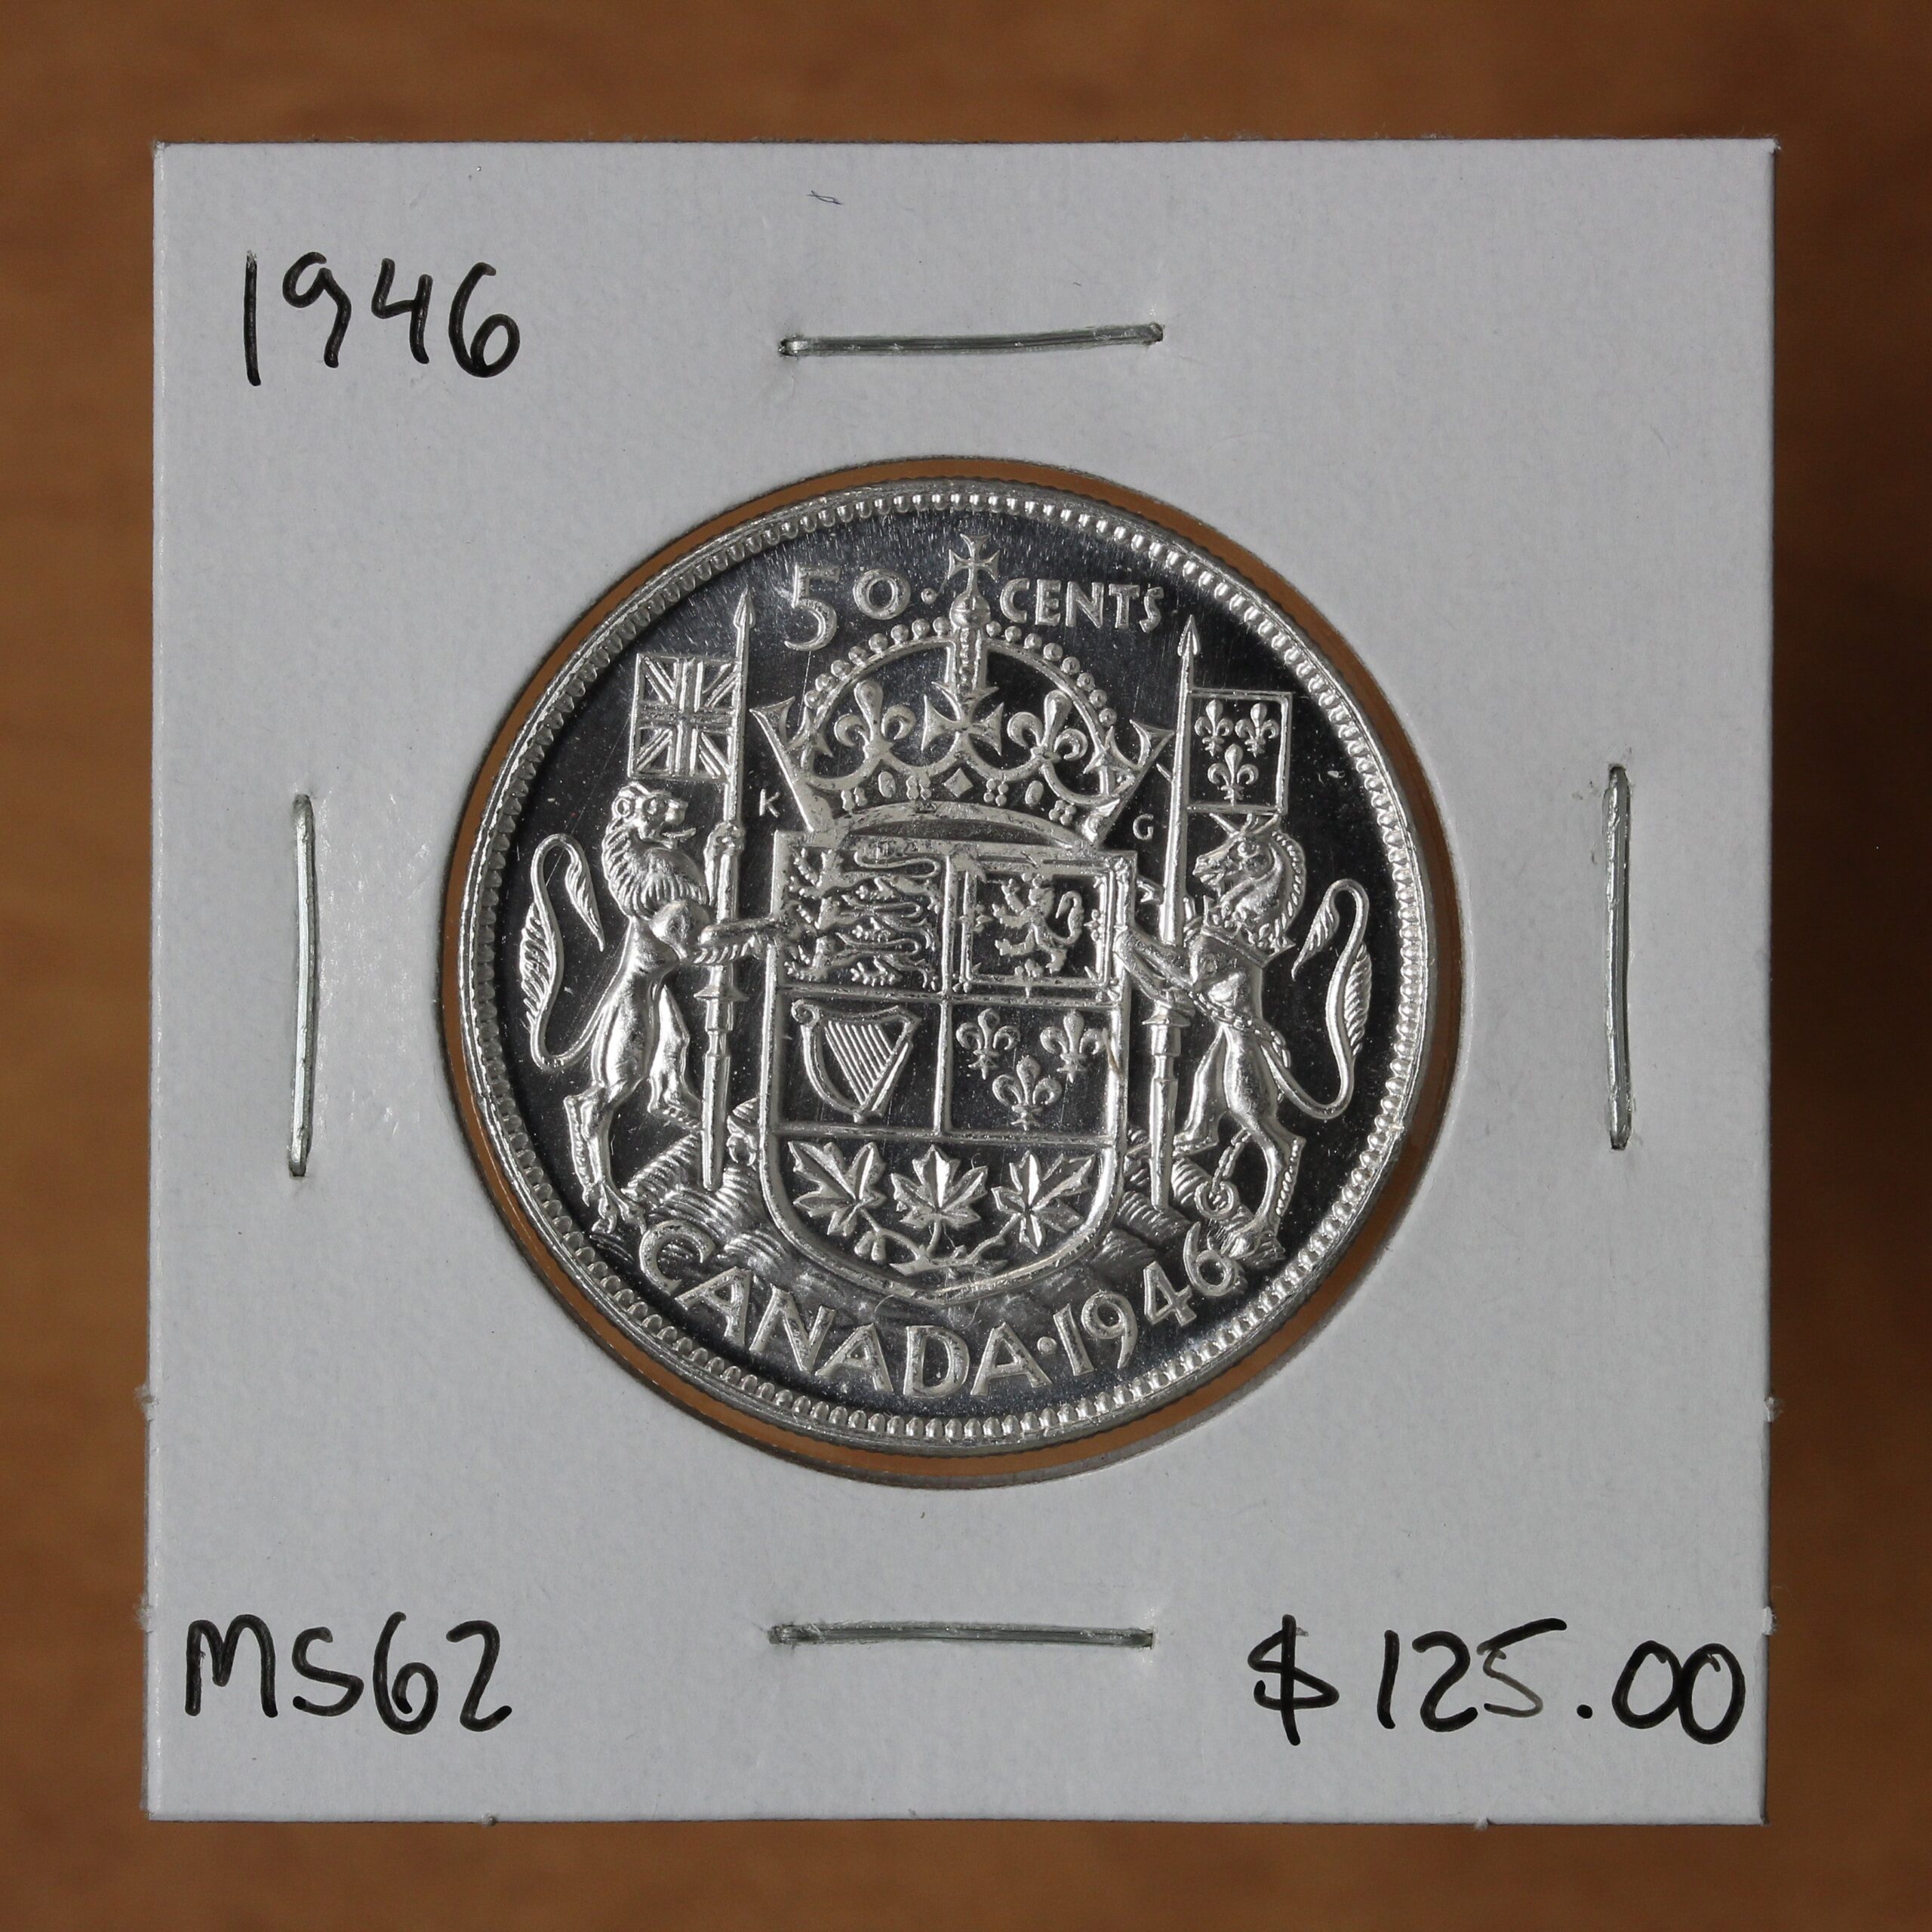 1946
50 · CENTS
K G
CANADA · 1946
MS62
$125.00